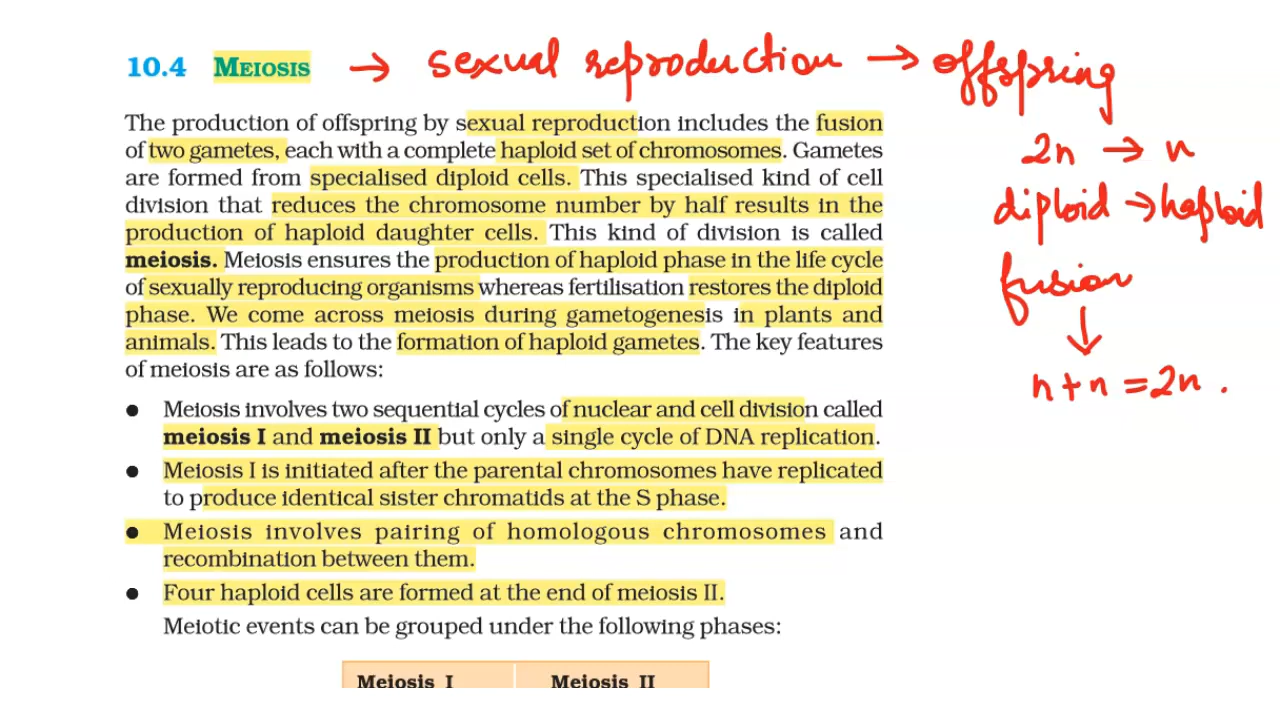 10.4 MEIOSIS → sexual reproduction → offspring
The production of offspring by sexual reproduction includes the fusion
of two gametes, each with a complete haploid set of chromosomes. Gametes
are formed from specialised diploid cells. This specialised kind of cell
division that reduces the chromosome number by half results in the
production of haploid daughter cells. This kind of division is called
meiosis. Meiosis ensures the production of haploid phase in the life cycle
of sexually reproducing organisms whereas fertilisation restores the diploid
phase. We come across meiosis during gametogenesis in plants and
animals. This leads to the formation of haploid gametes. The key features
of meiosis are as follows:
2n → n
diploid → haploid
fusion
↓
n + n = 2n .
● Meiosis involves two sequential cycles of nuclear and cell division called
meiosis I and meiosis II but only a single cycle of DNA replication.
● Meiosis I is initiated after the parental chromosomes have replicated
to produce identical sister chromatids at the S phase.
● Meiosis involves pairing of homologous chromosomes and
recombination between them.
● Four haploid cells are formed at the end of meiosis II.
Meiotic events can be grouped under the following phases:
Meiosis I Meiosis II